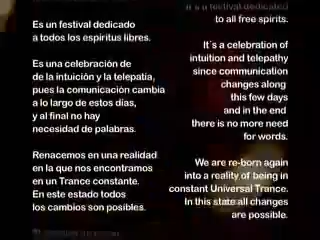 Es un festival dedicado
a todos los espíritus libres.
Es una celebración de
de la intuición y la telepatía,
pues la comunicación cambia
a lo largo de estos días,
y al final no hay
necesidad de palabras.
Renacemos en una realidad
en la que nos encontramos
en un Trance constante.
En este estado todos
los cambios son posibles.
It´s a festival dedicated
to all free spirits.
It´s a celebration of
intuition and telepathy
since communication
changes along
this few days
and in the end
there is no more need
for words.
We are re-born again
into a reality of being in
constant Universal Trance.
In this state all changes
are possible.